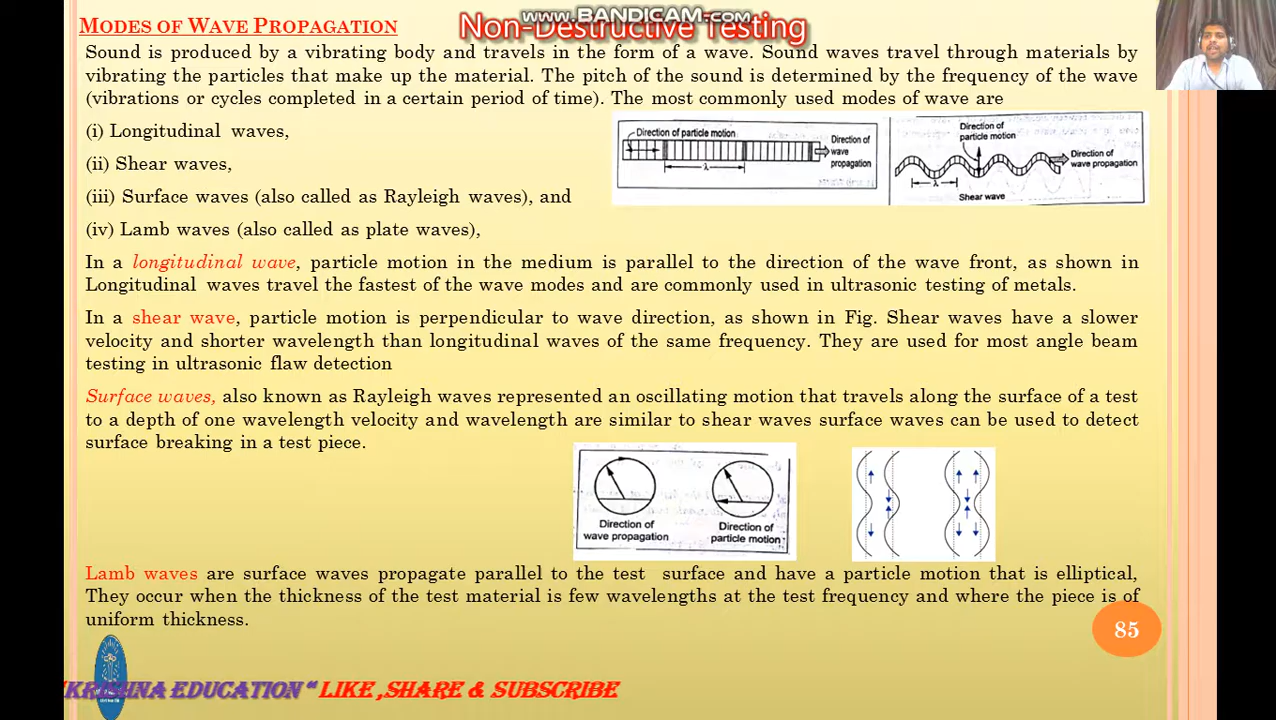 MODES OF WAVE PROPAGATION
www.BANDICAM.com
Non-Destructive Testing
Sound is produced by a vibrating body and travels in the form of a wave. Sound waves travel through materials by
vibrating the particles that make up the material. The pitch of the sound is determined by the frequency of the wave
(vibrations or cycles completed in a certain period of time). The most commonly used modes of wave are
(i) Longitudinal waves,
(ii) Shear waves,
(iii) Surface waves (also called as Rayleigh waves), and
(iv) Lamb waves (also called as plate waves),
Direction of particle motion
Direction of
wave
propagation
λ
Direction of
particle motion
Direction of
wave propagation
λ
Shear wave
In a longitudinal wave, particle motion in the medium is parallel to the direction of the wave front, as shown in
Longitudinal waves travel the fastest of the wave modes and are commonly used in ultrasonic testing of metals.
In a shear wave, particle motion is perpendicular to wave direction, as shown in Fig. Shear waves have a slower
velocity and shorter wavelength than longitudinal waves of the same frequency. They are used for most angle beam
testing in ultrasonic flaw detection
Surface waves, also known as Rayleigh waves represented an oscillating motion that travels along the surface of a test
to a depth of one wavelength velocity and wavelength are similar to shear waves surface waves can be used to detect
surface breaking in a test piece.
Direction of
wave propagation
Direction of
particle motion
Lamb waves are surface waves propagate parallel to the test surface and have a particle motion that is elliptical,
They occur when the thickness of the test material is few wavelengths at the test frequency and where the piece is of
uniform thickness.
85
"KRISHNA EDUCATION" LIKE ,SHARE & SUBSCRIBE